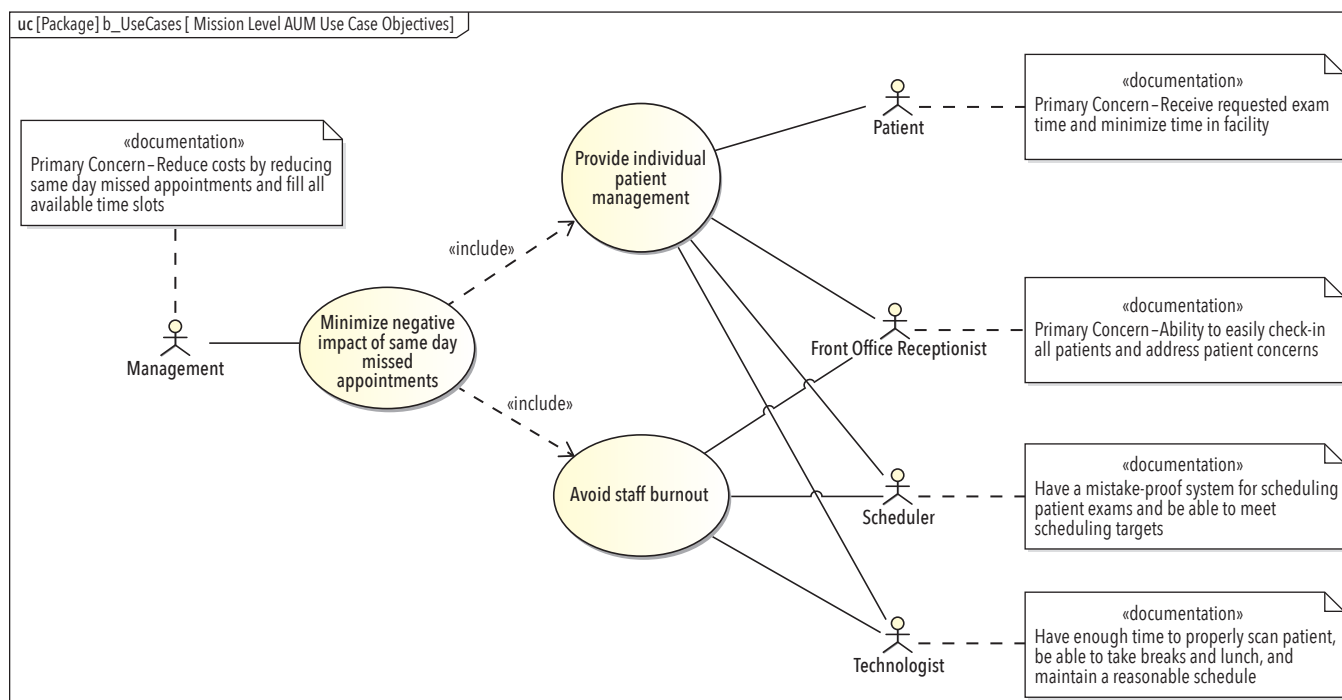 uc [Package] b_UseCases [ Mission Level AUM Use Case Objectives]
«documentation»
Primary Concern–Reduce costs by reducing
same day missed appointments and fill all
available time slots
Management
Minimize negative
impact of same day
missed
appointments
«include»
«include»
Provide individual
patient
management
Avoid staff burnout
Patient
«documentation»
Primary Concern–Receive requested exam
time and minimize time in facility
Front Office Receptionist
«documentation»
Primary Concern–Ability to easily check-in
all patients and address patient concerns
Scheduler
«documentation»
Have a mistake-proof system for scheduling
patient exams and be able to meet
scheduling targets
Technologist
«documentation»
Have enough time to properly scan patient,
be able to take breaks and lunch, and
maintain a reasonable schedule